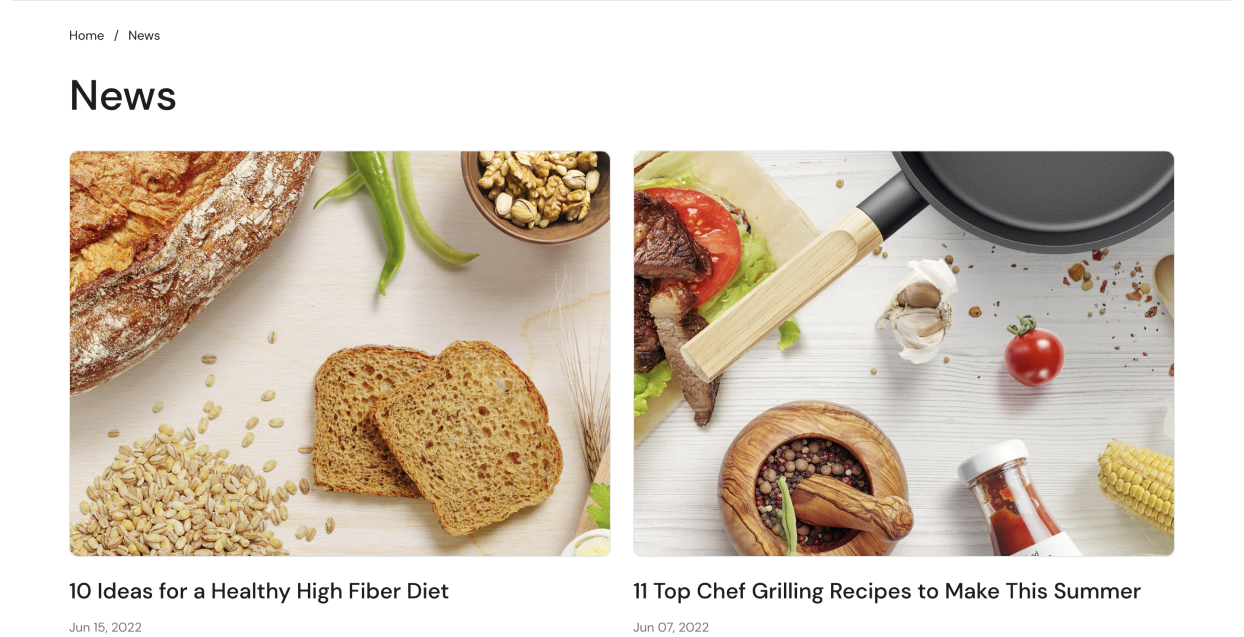 Home / News
News
10 Ideas for a Healthy High Fiber Diet
Jun 15, 2022
11 Top Chef Grilling Recipes to Make This Summer
Jun 07, 2022